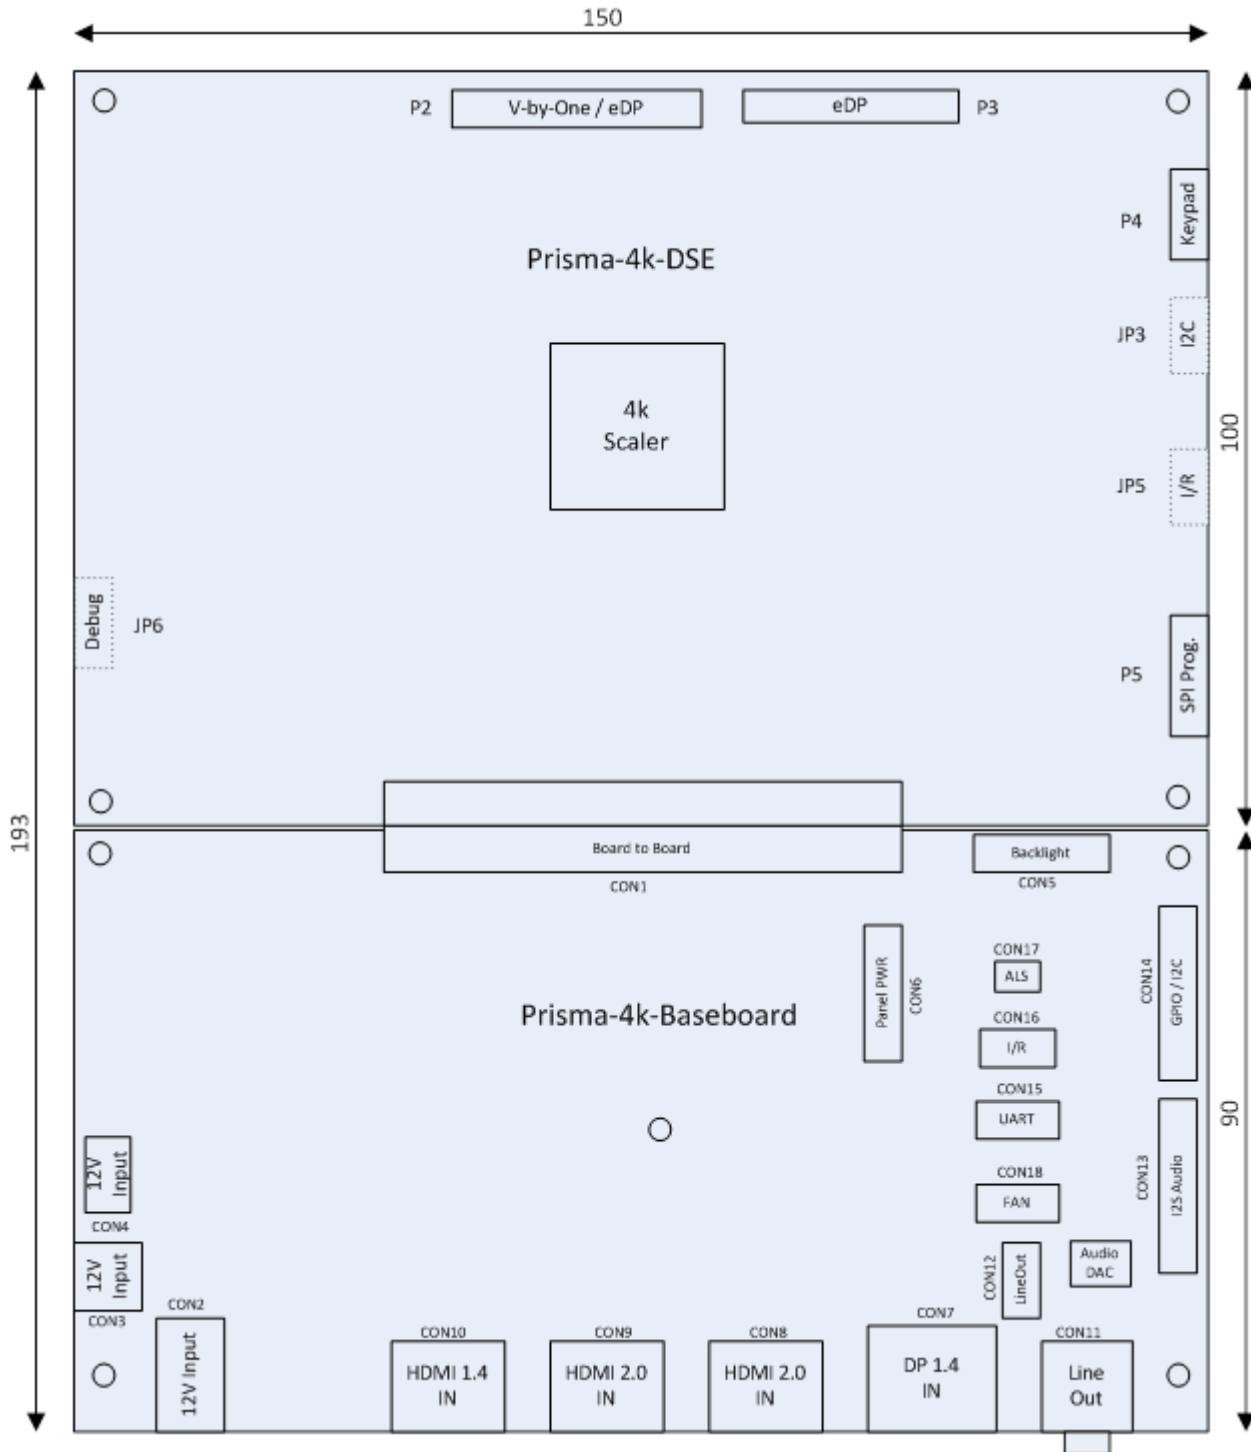 150
P2
V-by-One / eDP
eDP
P3
P4
Keypad
Prisma-4k-DSE
JP3
I2C
4k
Scaler
100
JP5
I/R
Debug
JP6
P5
SPI Prog.
193
Board to Board
CON1
Backlight
CON5
CON17
ALS
CON14
GPIO / I2C
Panel PWR
CON6
Prisma-4k-Baseboard
CON16
I/R
CON15
UART
90
12V
Input
CON4
CON13
I2S Audio
CON18
FAN
12V
Input
CON3
CON12
LineOut
Audio
DAC
CON2
12V Input
CON10
HDMI 1.4
IN
CON9
HDMI 2.0
IN
CON8
HDMI 2.0
IN
CON7
DP 1.4
IN
CON11
Line
Out